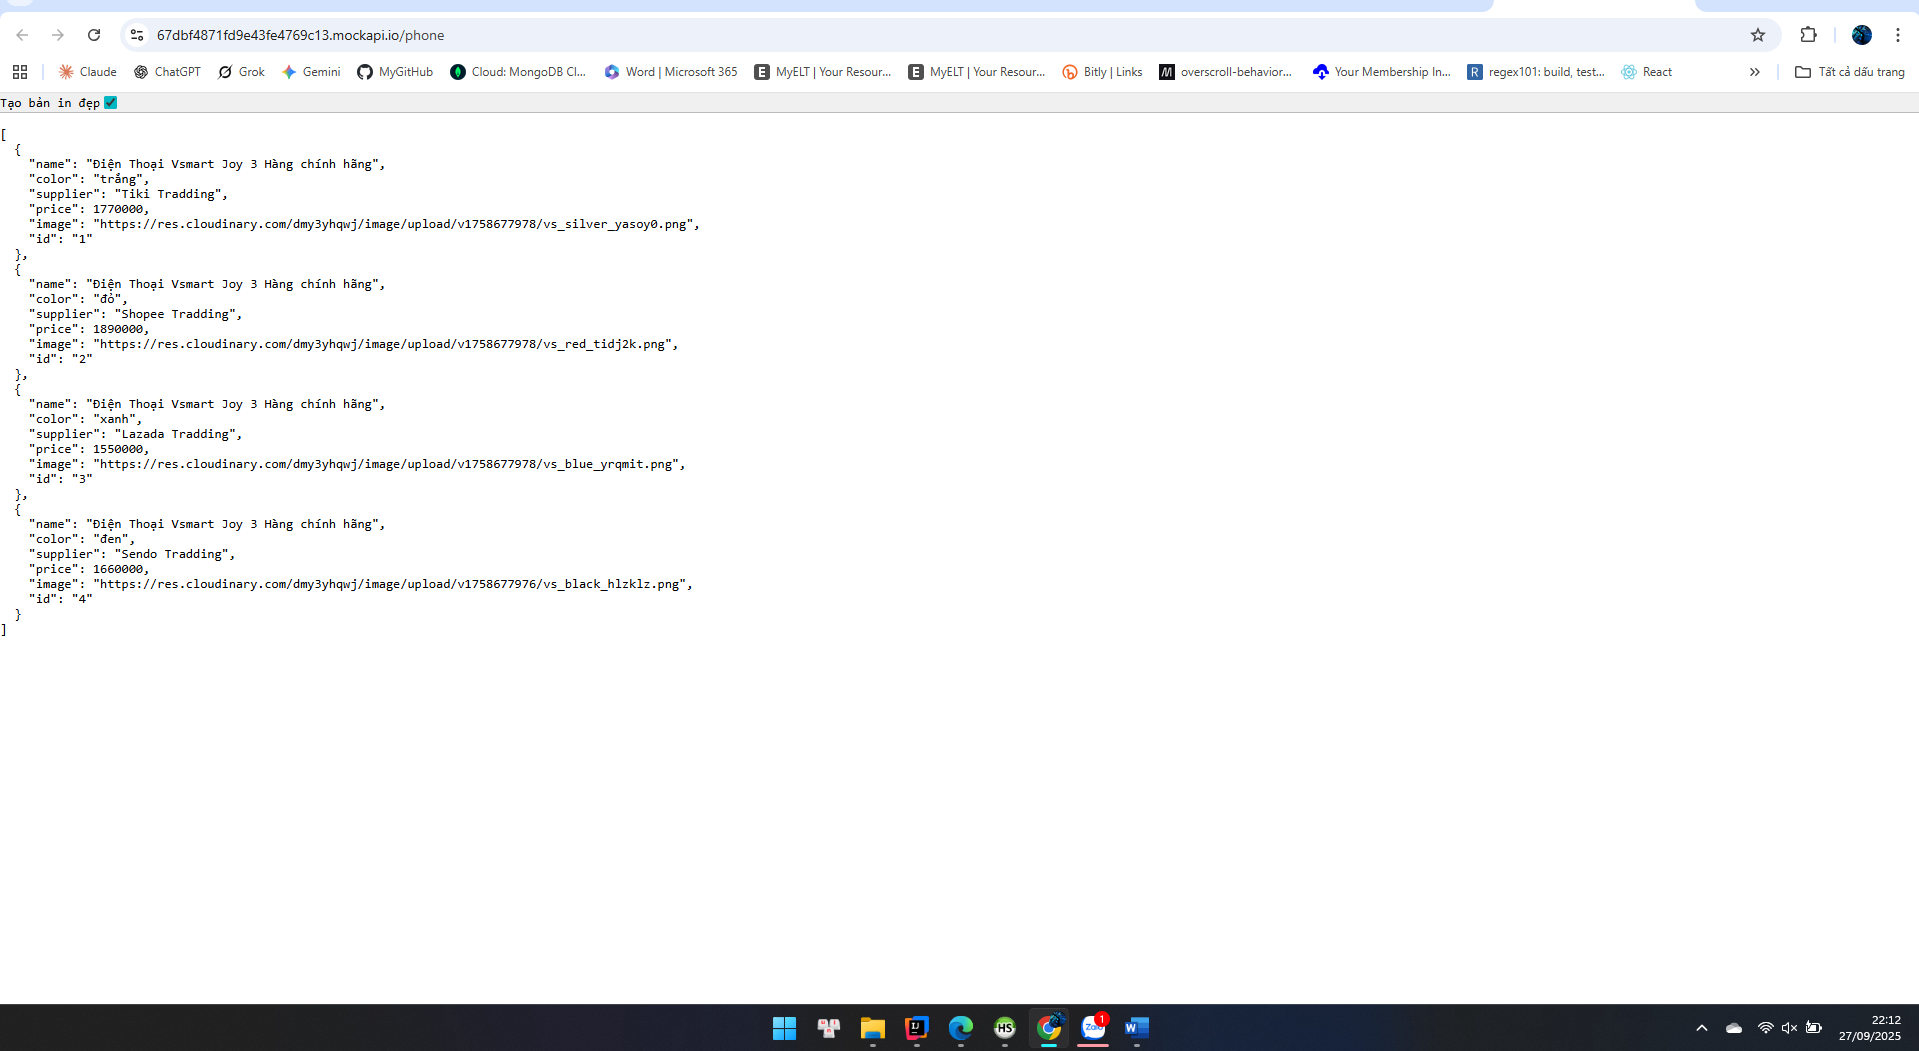 67dbf4871fd9e43fe4769c13.mockapi.io/phone
Claude ChatGPT Grok Gemini MyGitHub Cloud: MongoDB Cl... Word | Microsoft 365 MyELT | Your Resour... MyELT | Your Resour... Bitly | Links overscroll-behavior... Your Membership In... regex101: build, test... React Tất cả dấu trang
Tạo bản in đẹp
[
  {
    "name": "Điện Thoại Vsmart Joy 3 Hàng chính hãng",
    "color": "trắng",
    "supplier": "Tiki Tradding",
    "price": 1770000,
    "image": "https://res.cloudinary.com/dmy3yhqwj/image/upload/v1758677978/vs_silver_yasoy0.png",
    "id": "1"
  },
  {
    "name": "Điện Thoại Vsmart Joy 3 Hàng chính hãng",
    "color": "đỏ",
    "supplier": "Shopee Tradding",
    "price": 1890000,
    "image": "https://res.cloudinary.com/dmy3yhqwj/image/upload/v1758677978/vs_red_tidj2k.png",
    "id": "2"
  },
  {
    "name": "Điện Thoại Vsmart Joy 3 Hàng chính hãng",
    "color": "xanh",
    "supplier": "Lazada Tradding",
    "price": 1550000,
    "image": "https://res.cloudinary.com/dmy3yhqwj/image/upload/v1758677978/vs_blue_yrqmit.png",
    "id": "3"
  },
  {
    "name": "Điện Thoại Vsmart Joy 3 Hàng chính hãng",
    "color": "đen",
    "supplier": "Sendo Tradding",
    "price": 1660000,
    "image": "https://res.cloudinary.com/dmy3yhqwj/image/upload/v1758677976/vs_black_hlzklz.png",
    "id": "4"
  }
]
HS Zalo 1 W
22:12
27/09/2025